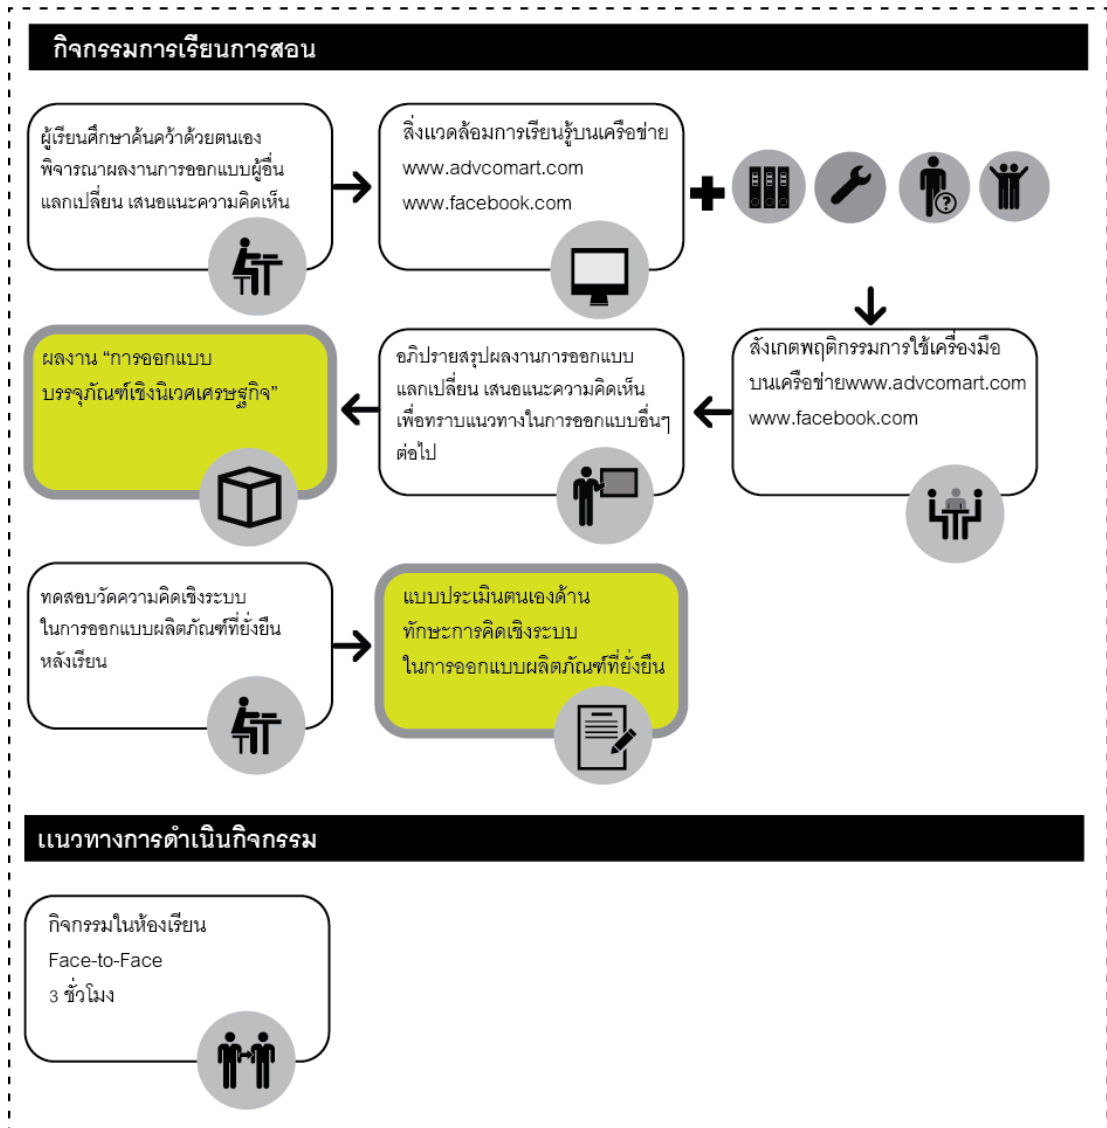 กิจกรรมการเรียนการสอน
ผู้เรียนศึกษาค้นคว้าด้วยตนเอง
พิจารณาผลงานการออกแบบผู้อื่น
แลกเปลี่ยน เสนอแนะความคิดเห็น
สิ่งแวดล้อมการเรียนรู้บนเครือข่าย
www.advcomart.com
www.facebook.com
?
สังเกตพฤติกรรมการใช้เครื่องมือ
บนเครือข่ายwww.advcomart.com
www.facebook.com
อภิปรายสรุปผลงานการออกแบบ
แลกเปลี่ยน เสนอแนะความคิดเห็น
เพื่อทราบแนวทางในการออกแบบอื่นๆ
ต่อไป
ผลงาน “การออกแบบ
บรรจุภัณฑ์เชิงนิเวศเศรษฐกิจ”
ทดสอบวัดความคิดเชิงระบบ
ในการออกแบบผลิตภัณฑ์ที่ยั่งยืน
หลังเรียน
แบบประเมินตนเองด้าน
ทักษะการคิดเชิงระบบ
ในการออกแบบผลิตภัณฑ์ที่ยั่งยืน
แนวทางการดำเนินกิจกรรม
กิจกรรมในห้องเรียน
Face-to-Face
3 ชั่วโมง